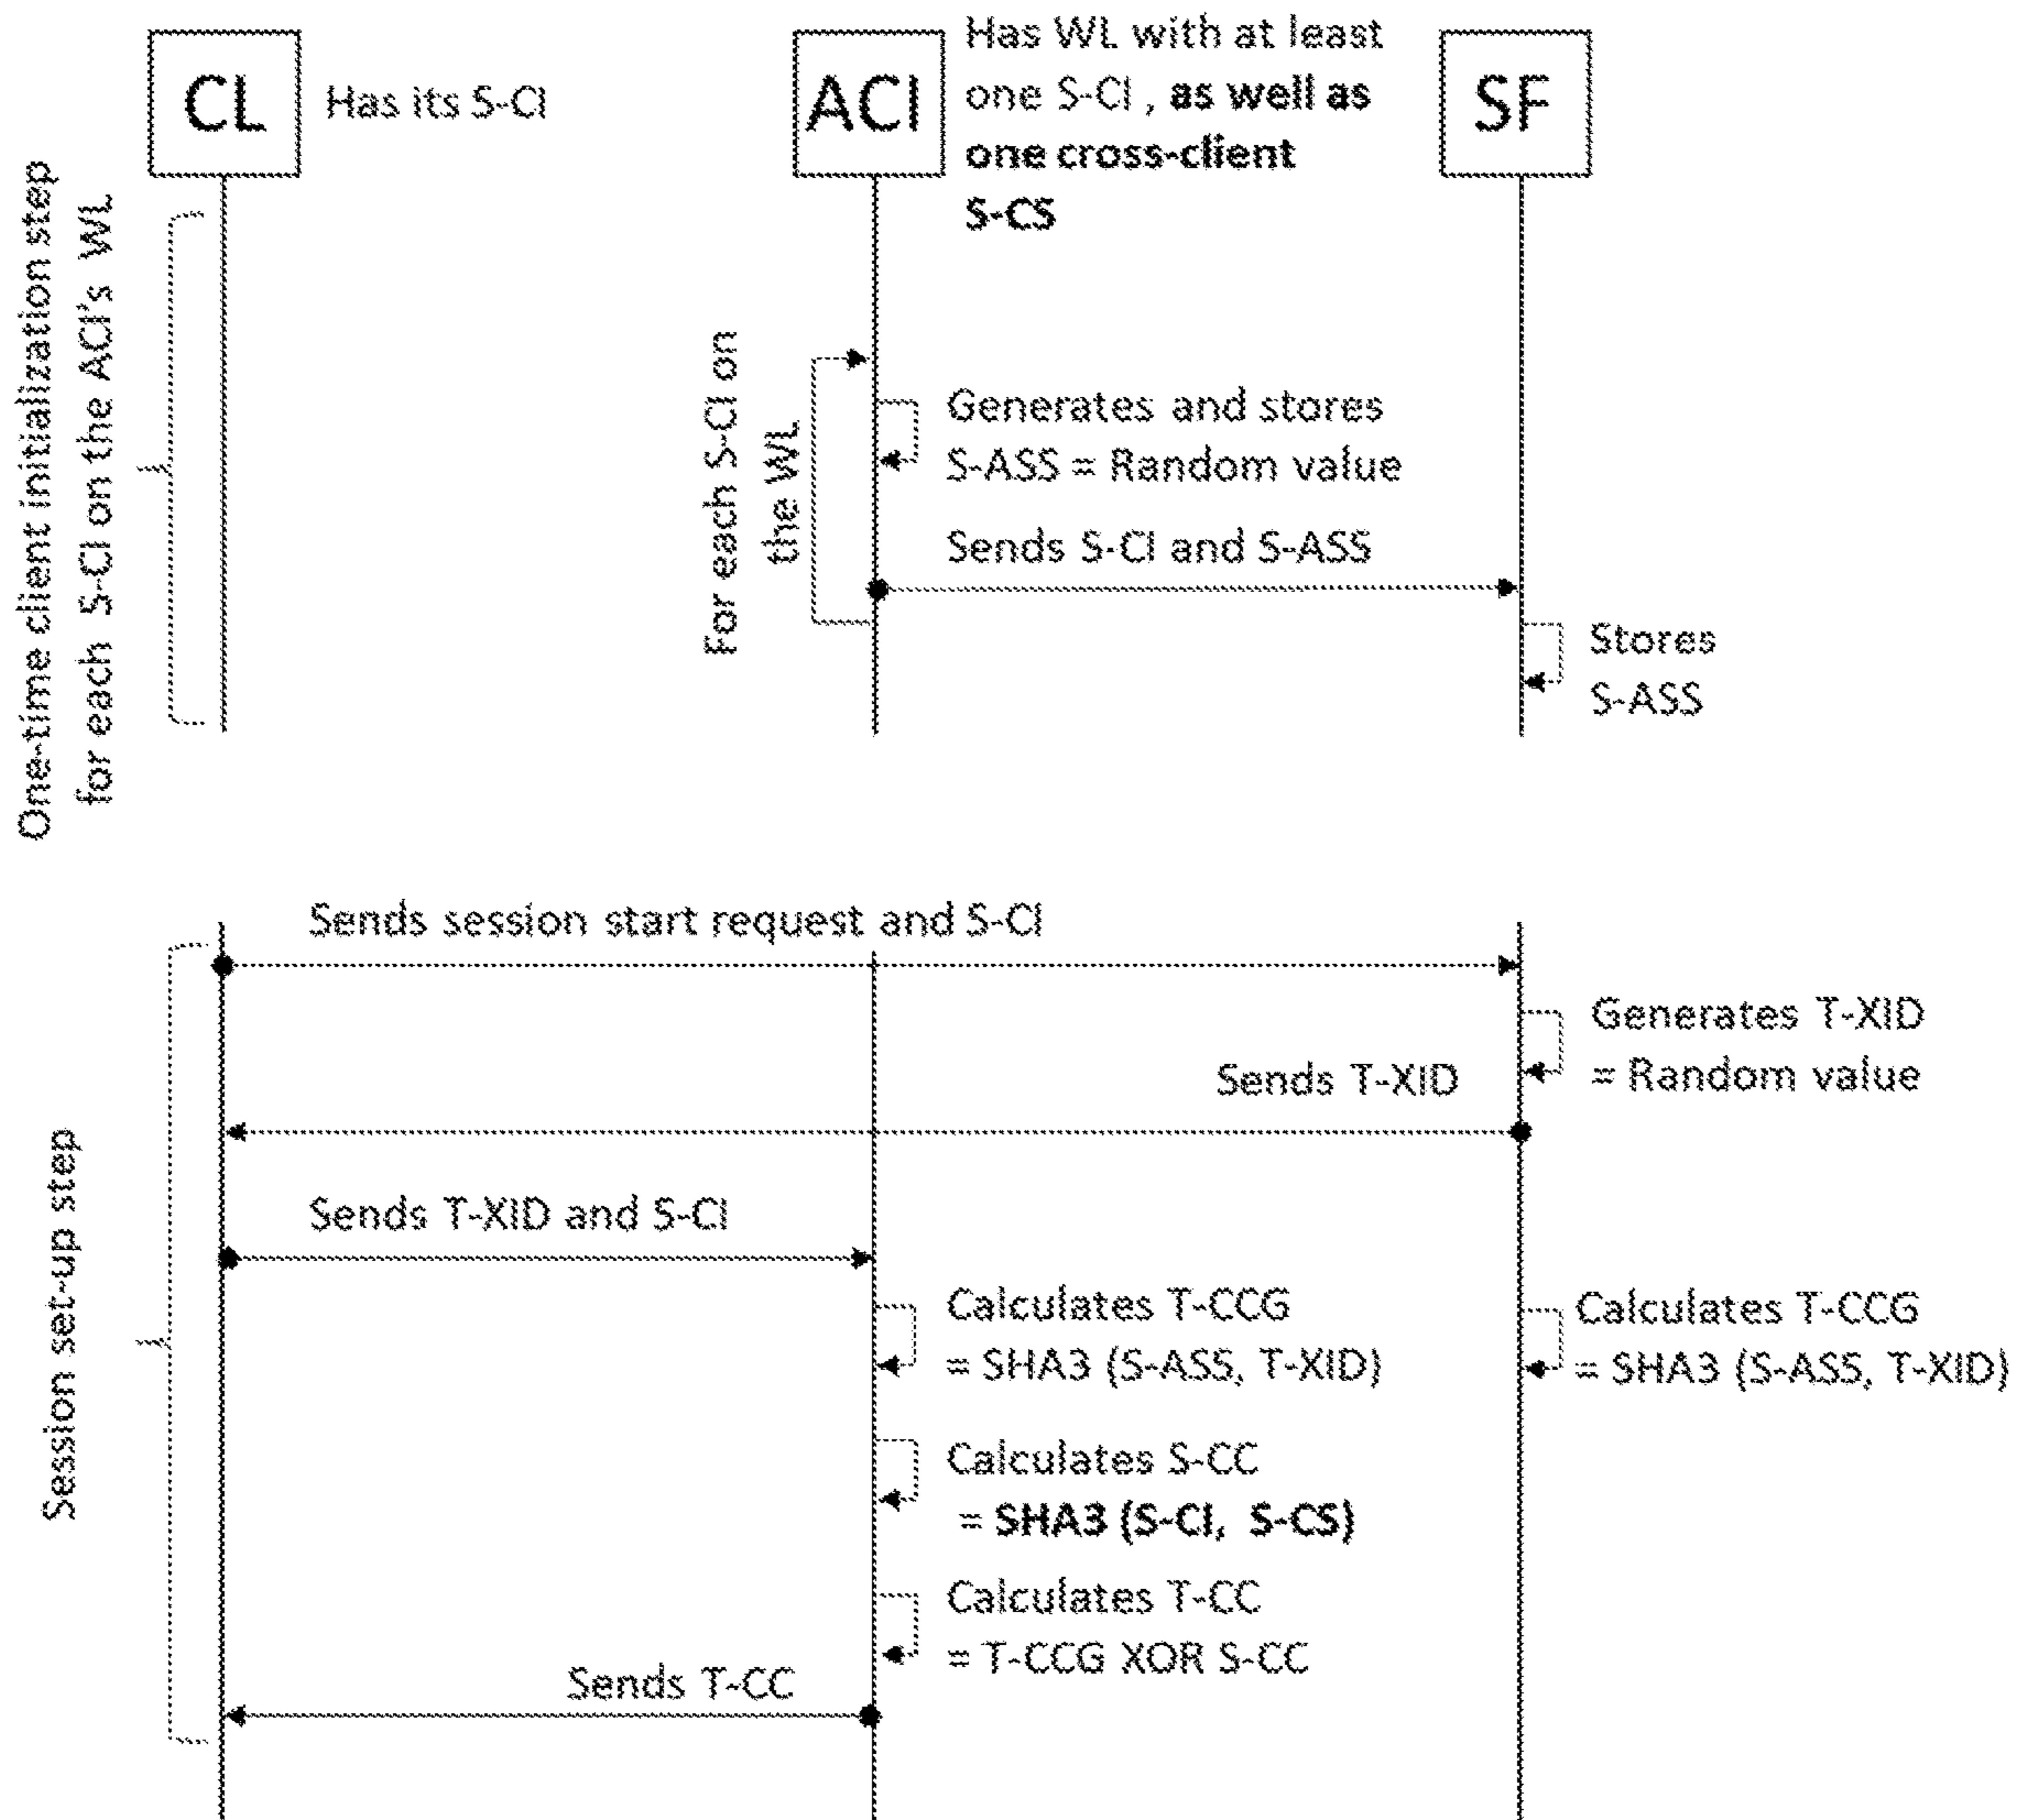 CL
Has its S-CI
ACI
Has WL with at least
one S-CI , as well as
one cross-client
S-CS
SF
One-time client initialization step
for each S-CI on the ACI's WL
For each S-CI on
the WL
Generates and stores
S-ASS = Random value
Sends S-CI and S-ASS
Stores
S-ASS
Session set-up step
Sends session start request and S-CI
Generates T-XID
= Random value
Sends T-XID
Sends T-XID and S-CI
Calculates T-CCG
= SHA3 (S-ASS, T-XID)
Calculates T-CCG
= SHA3 (S-ASS, T-XID)
Calculates S-CC
= SHA3 (S-CI, S-CS)
Calculates T-CC
= T-CCG XOR S-CC
Sends T-CC